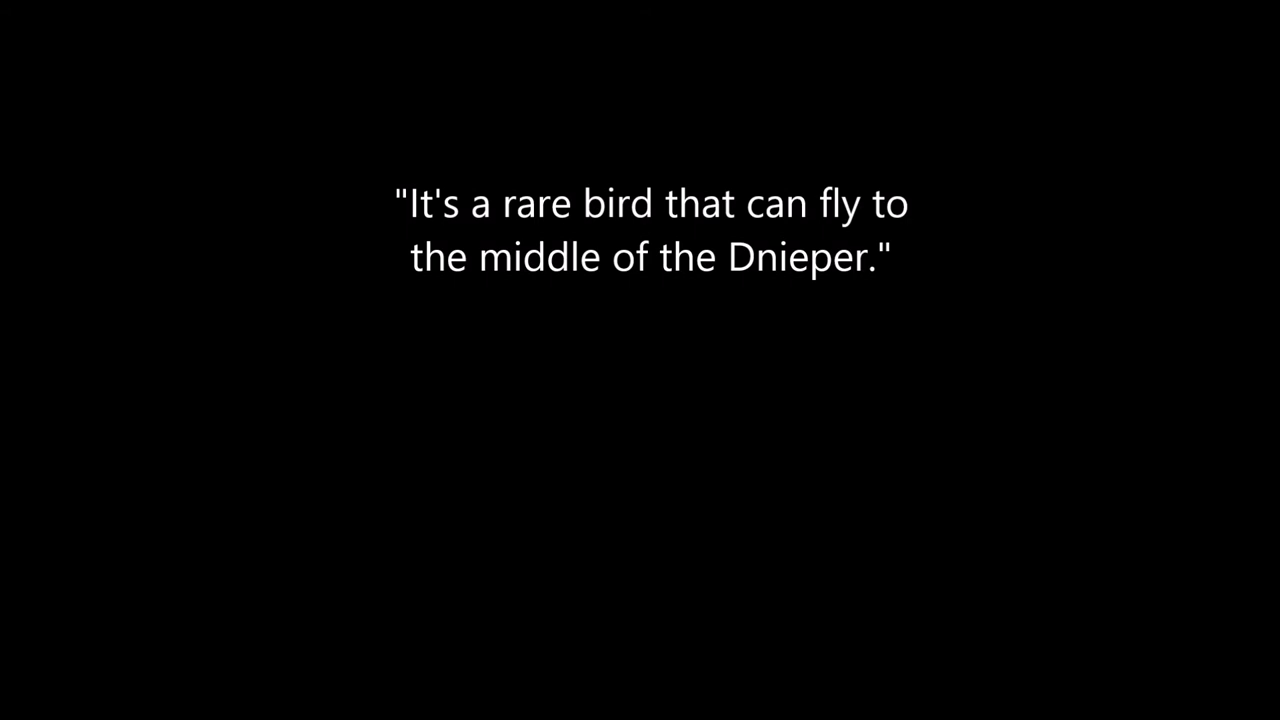 "It's a rare bird that can fly to
the middle of the Dnieper."